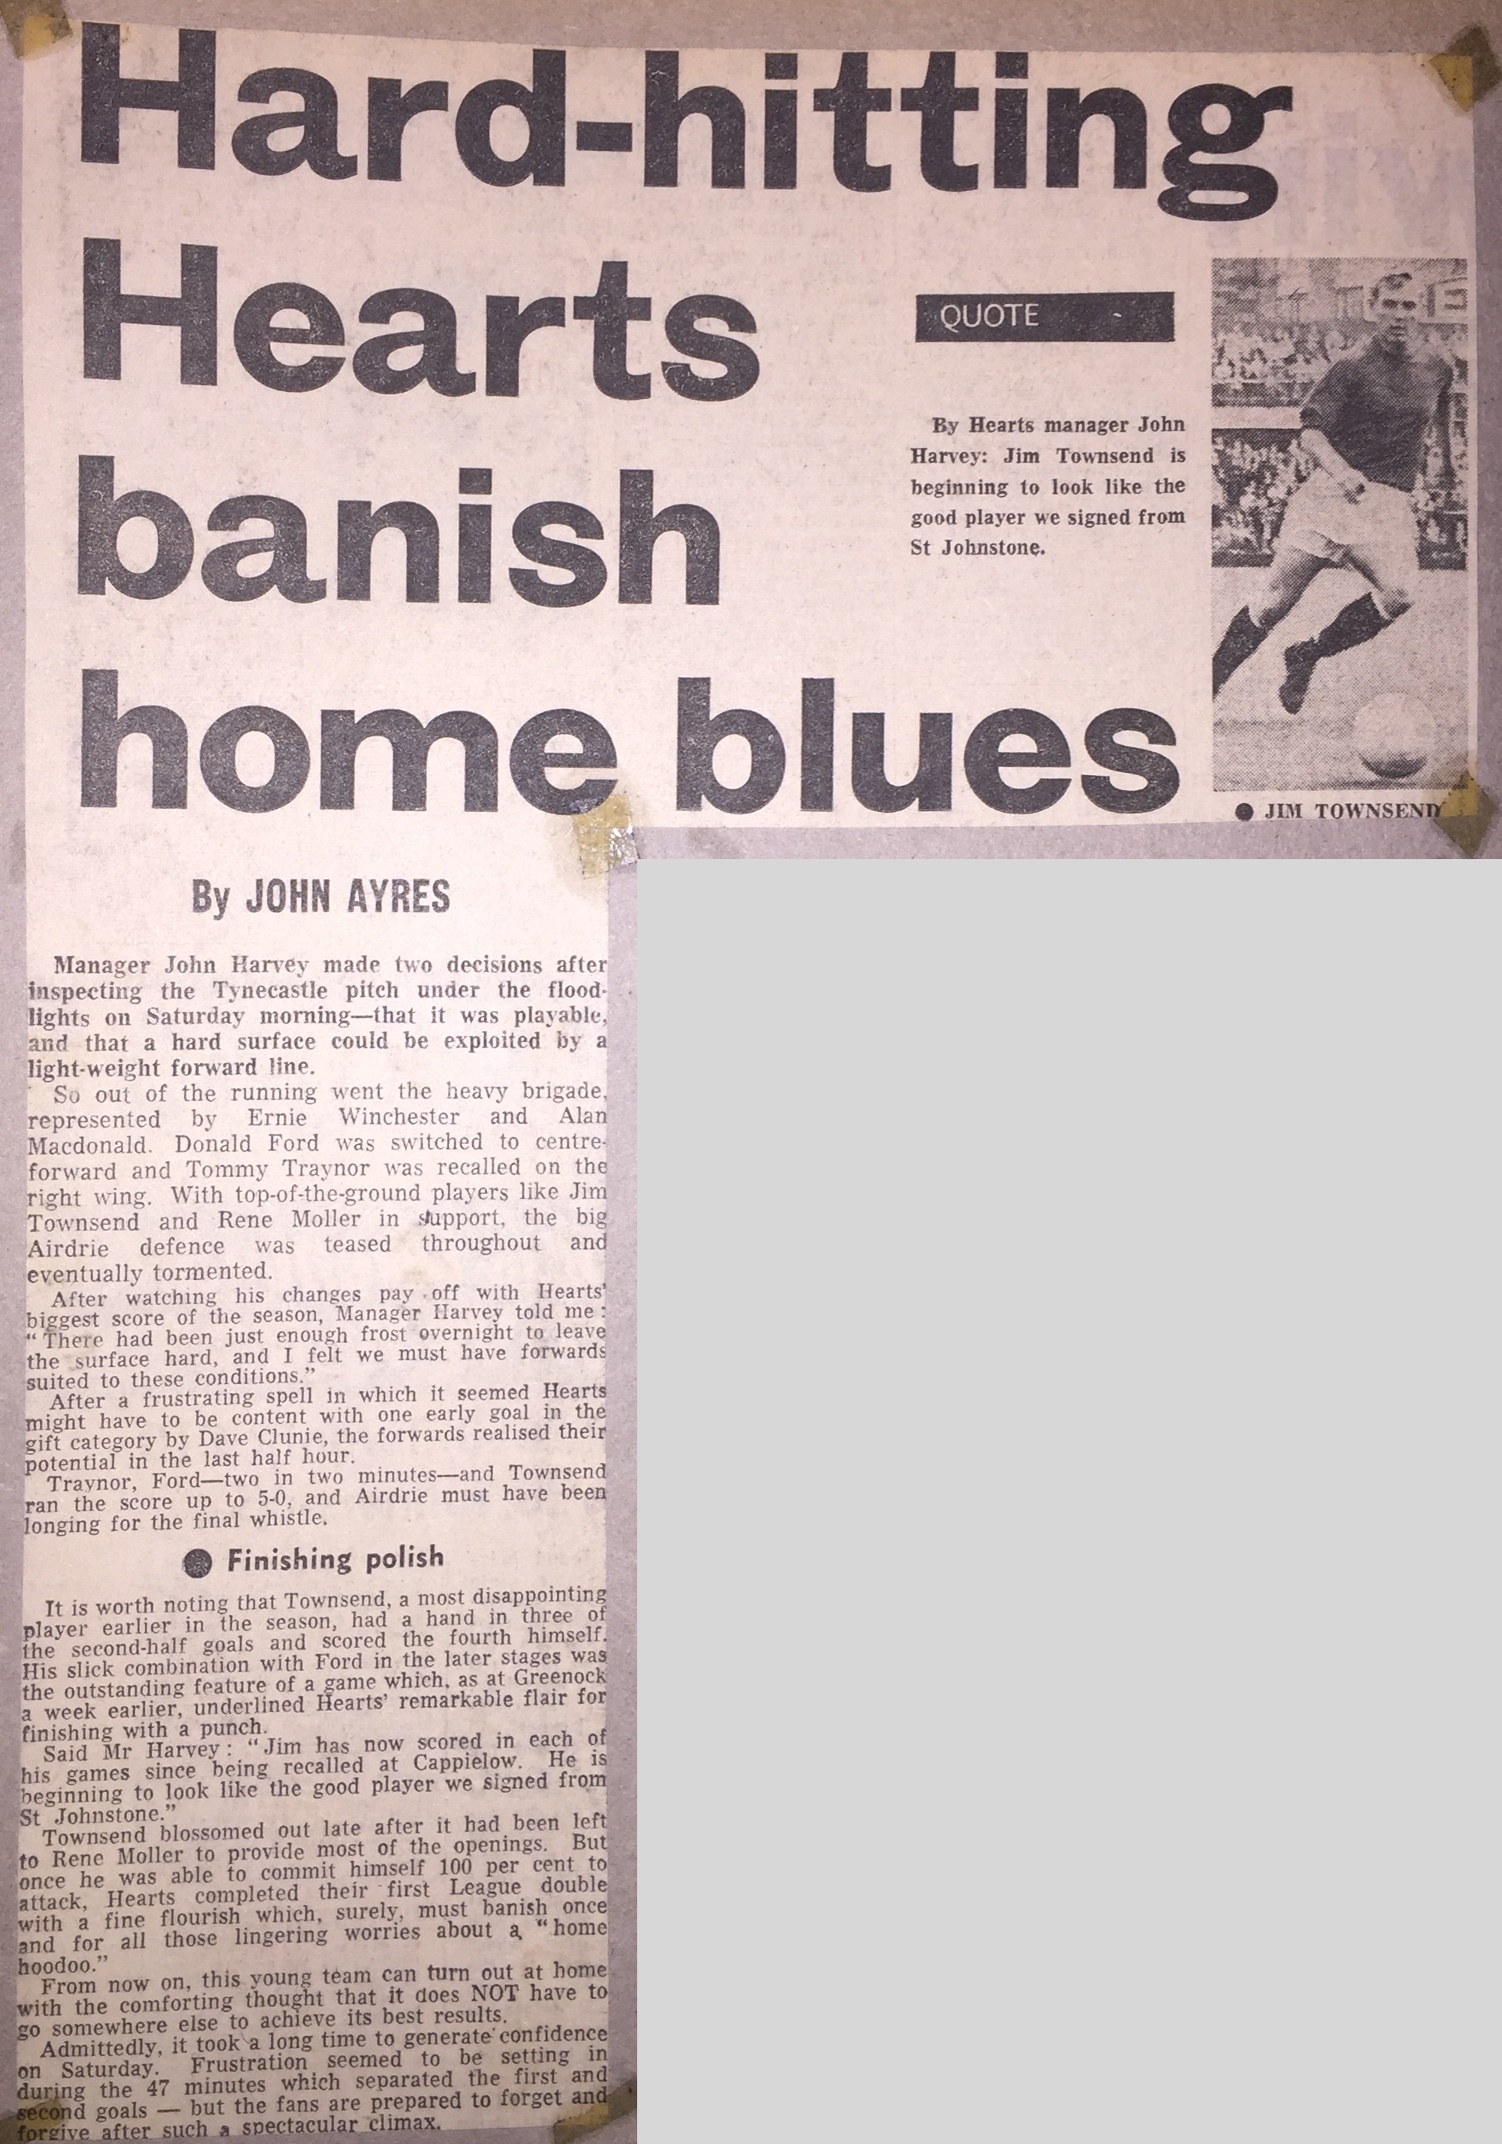 Hard-hitting
Hearts
banish
home blues
QUOTE
By Hearts manager John
Harvey: Jim Townsend is
beginning to look like the
good player we signed from
St Johnstone.
● JIM TOWNSEND
By JOHN AYRES
Manager John Harvey made two decisions after
inspecting the Tynecastle pitch under the flood-
lights on Saturday morning—that it was playable,
and that a hard surface could be exploited by a
light-weight forward line.
So out of the running went the heavy brigade,
represented by Ernie Winchester and Alan
Macdonald. Donald Ford was switched to centre-
forward and Tommy Traynor was recalled on the
right wing. With top-of-the-ground players like Jim
Townsend and Rene Moller in support, the big
Airdrie defence was teased throughout and
eventually tormented.
After watching his changes pay off with Hearts'
biggest score of the season, Manager Harvey told me:
“There had been just enough frost overnight to leave
the surface hard, and I felt we must have forwards
suited to these conditions.”
After a frustrating spell in which it seemed Hearts
might have to be content with one early goal in the
gift category by Dave Clunie, the forwards realised their
potential in the last half hour.
Traynor, Ford—two in two minutes—and Townsend
ran the score up to 5-0, and Airdrie must have been
longing for the final whistle.
● Finishing polish
It is worth noting that Townsend, a most disappointing
player earlier in the season, had a hand in three of
the second-half goals and scored the fourth himself.
His slick combination with Ford in the later stages was
the outstanding feature of a game which, as at Greenock
a week earlier, underlined Hearts' remarkable flair for
finishing with a punch.
Said Mr Harvey: “Jim has now scored in each of
his games since being recalled at Cappielow. He is
beginning to look like the good player we signed from
St Johnstone.”
Townsend blossomed out late after it had been left
to Rene Moller to provide most of the openings. But
once he was able to commit himself 100 per cent to
attack, Hearts completed their first League double
with a fine flourish which, surely, must banish once
and for all those lingering worries about a “home
hoodoo.”
From now on, this young team can turn out at home
with the comforting thought that it does NOT have to
go somewhere else to achieve its best results.
Admittedly, it took a long time to generate confidence
on Saturday. Frustration seemed to be setting in
during the 47 minutes which separated the first and
second goals — but the fans are prepared to forget and
forgive after such a spectacular climax.